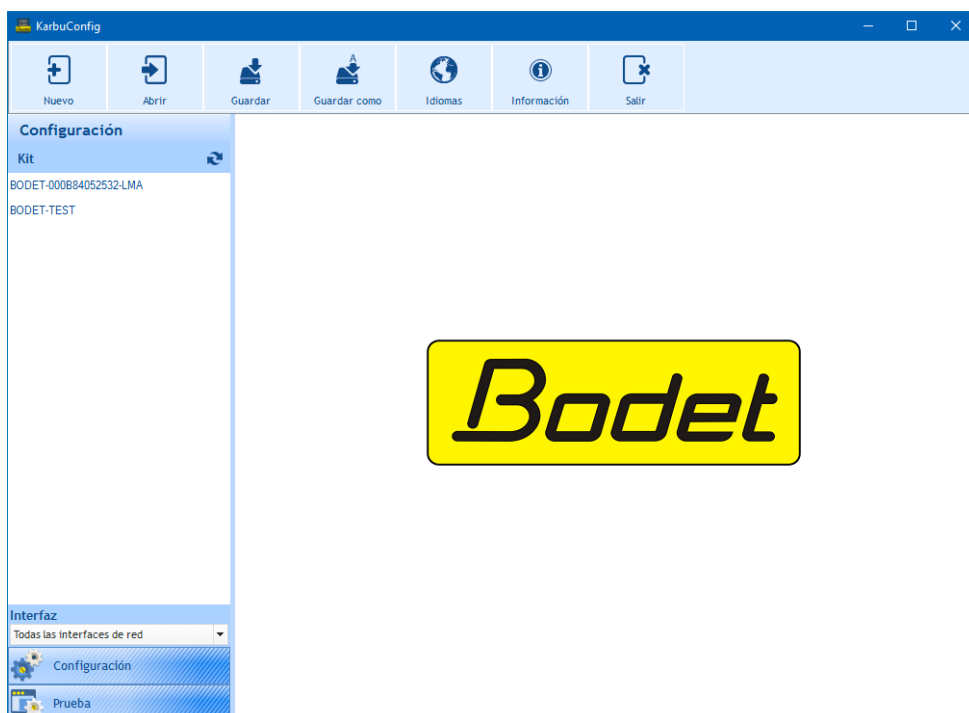 KarbuConfig
Nuevo Abrir Guardar A Guardar como Idiomas Información Salir
Configuración
Kit
BODET-000B84052532-LMA
BODET-TEST
Bodet
Interfaz
Todas las interfaces de red
Configuración
Prueba